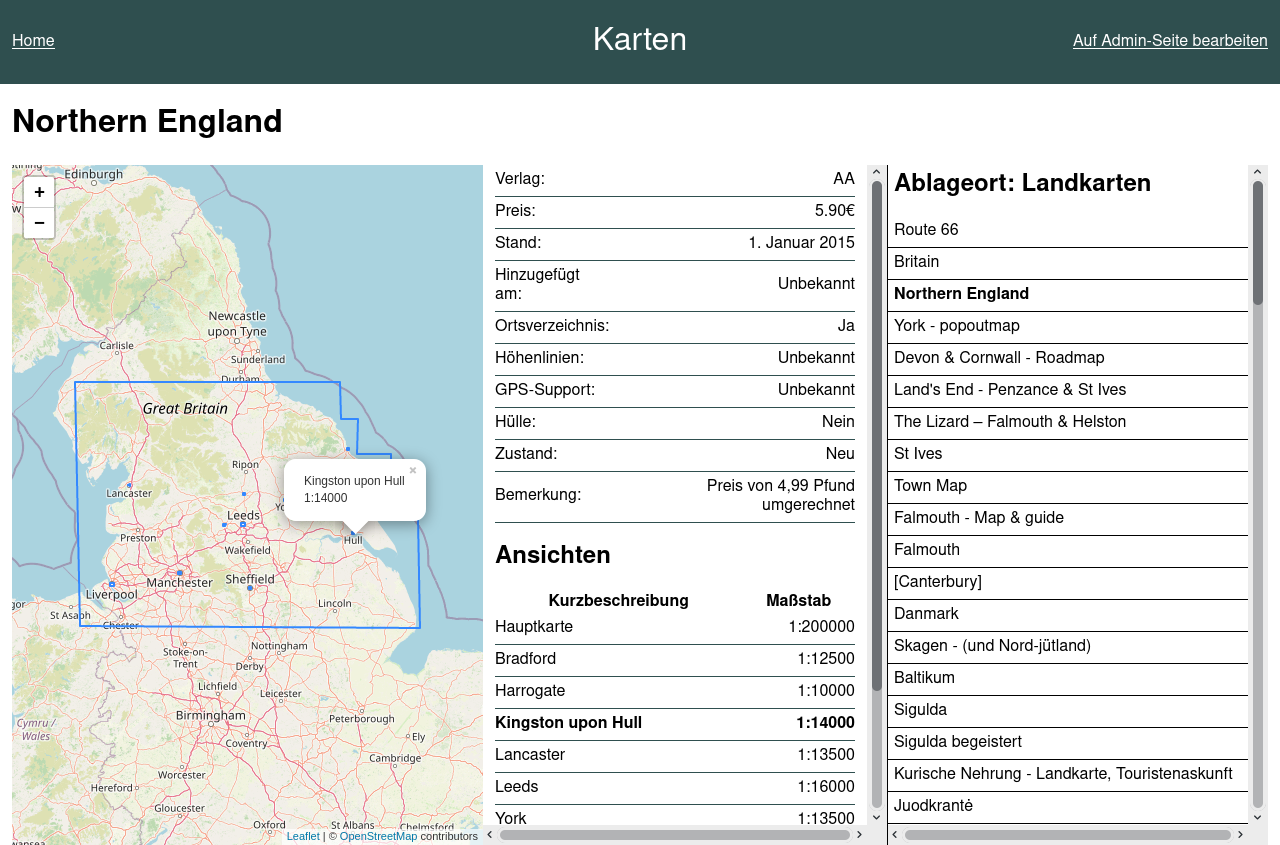 Home
Karten
Auf Admin-Seite bearbeiten
Northern England
Edinburgh
+
−
Newcastle
upon Tyne
Carlisle
Sunderland
Durham
Great Britain
Ripon
Kingston upon Hull
1:14000
×
Lancaster
Leeds
Preston
Wakefield
Hull
Manchester
Sheffield
Liverpool
St Asaph
Lincoln
Chester
Stoke-on-
Trent
Nottingham
Derby
Lichfield
Leicester
Birmingham
Peterborough
Cymru /
Wales
Coventry
Ely
Cambridge
Worcester
Hereford
Gloucester
Oxford
St Albans
Chelmsford
Leaflet | © OpenStreetMap contributors
Verlag: AA
Preis: 5.90€
Stand: 1. Januar 2015
Hinzugefügt
am: Unbekannt
Ortsverzeichnis: Ja
Höhenlinien: Unbekannt
GPS-Support: Unbekannt
Hülle: Nein
Zustand: Neu
Bemerkung: Preis von 4,99 Pfund
umgerechnet
Ansichten
Kurzbeschreibung Maßstab
Hauptkarte 1:200000
Bradford 1:12500
Harrogate 1:10000
Kingston upon Hull 1:14000
Lancaster 1:13500
Leeds 1:16000
York 1:13500
Ablageort: Landkarten
Route 66
Britain
Northern England
York - popoutmap
Devon & Cornwall - Roadmap
Land's End - Penzance & St Ives
The Lizard – Falmouth & Helston
St Ives
Town Map
Falmouth - Map & guide
Falmouth
[Canterbury]
Danmark
Skagen - (und Nord-jütland)
Baltikum
Sigulda
Sigulda begeistert
Kurische Nehrung - Landkarte, Touristenaskunft
Juodkrantė